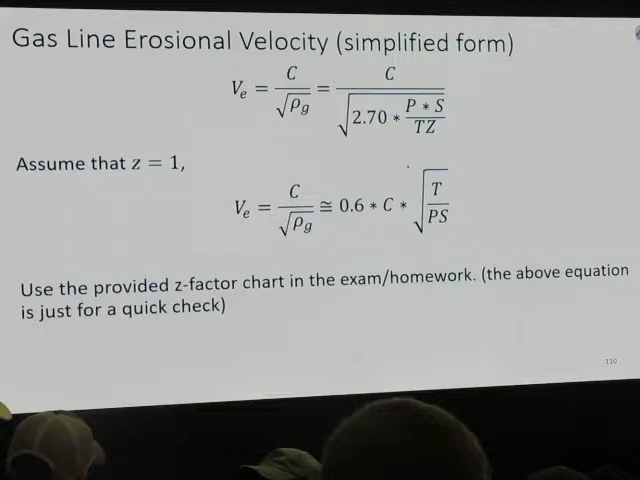 Gas Line Erosional Velocity (simplified form)
V_e = C / √ρ_g = C / √(2.70 * (P * S) / (TZ))
Assume that z = 1,
V_e = C / √ρ_g ≅ 0.6 * C * √(T / PS)
Use the provided z-factor chart in the exam/homework. (the above equation
is just for a quick check)
110